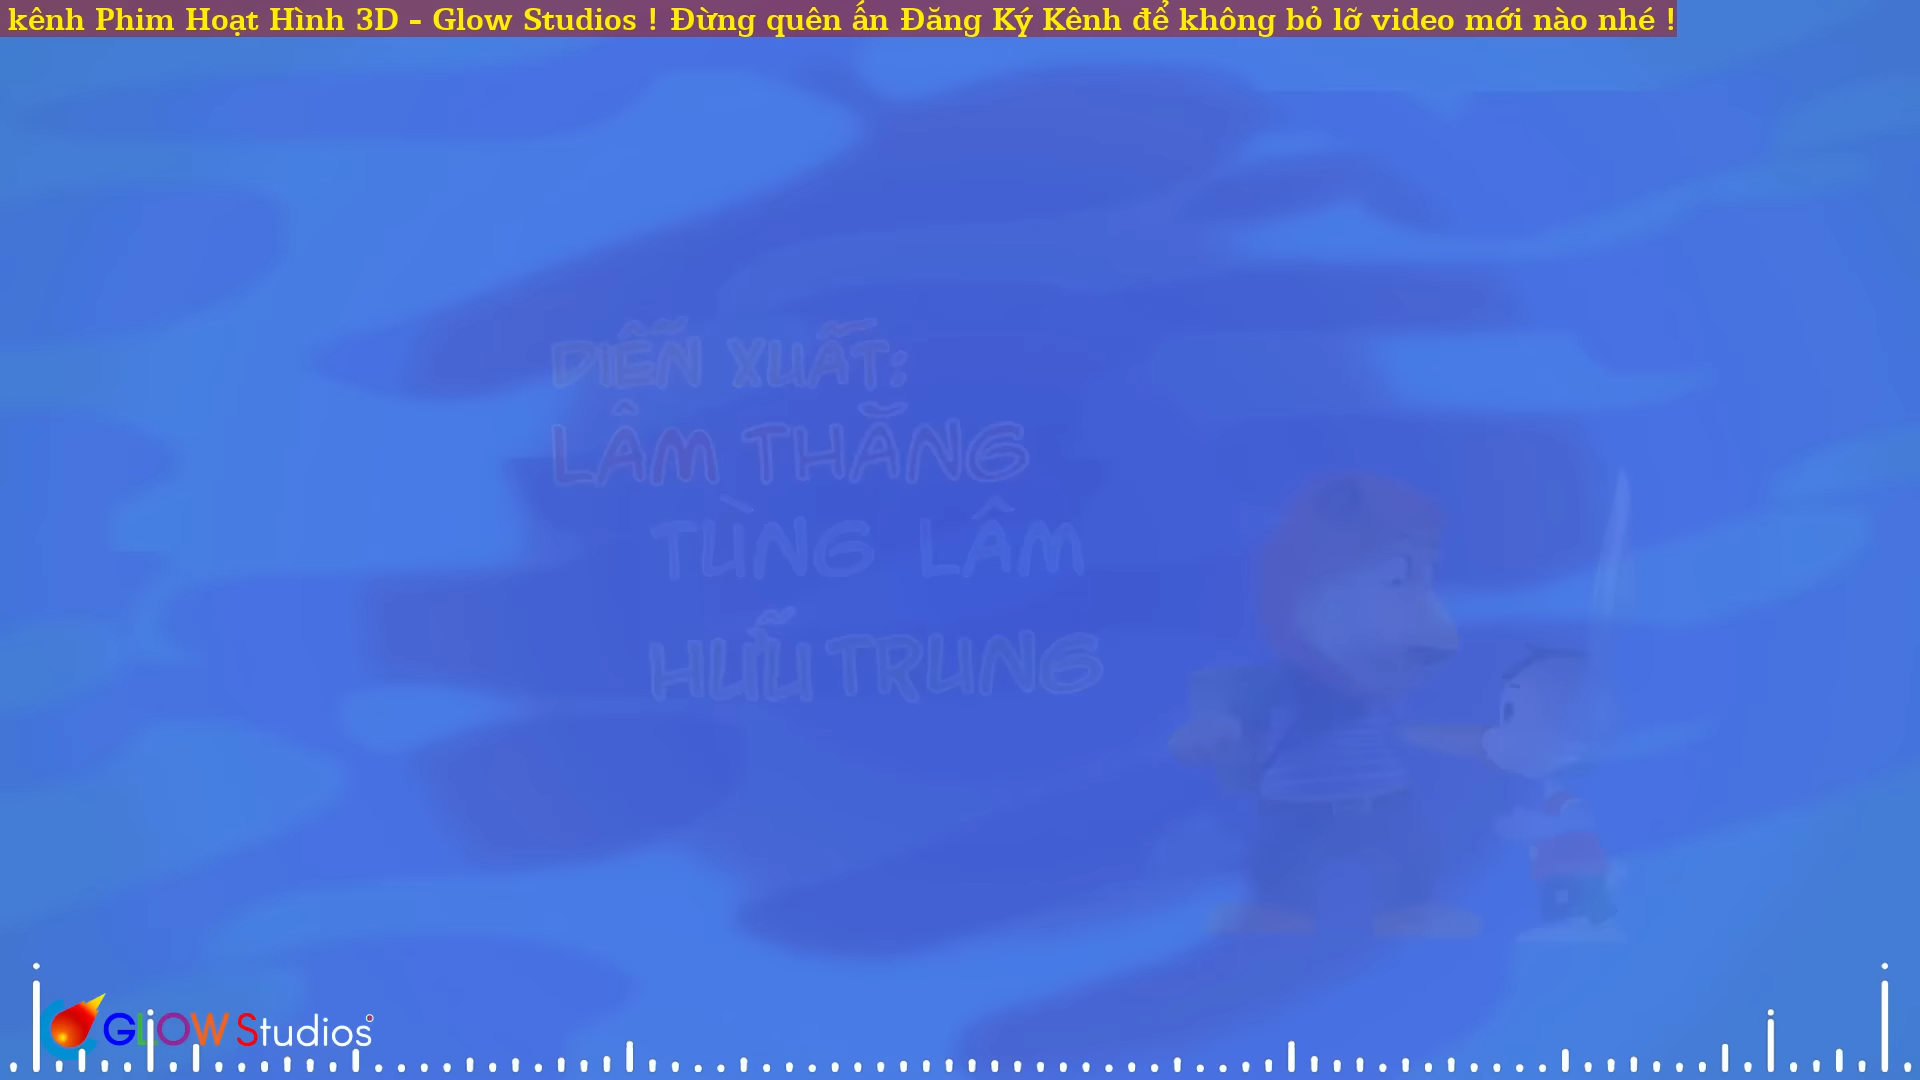 kênh Phim Hoạt Hình 3D – Glow Studios ! Đừng quên ấn Đăng Ký Kênh để không bỏ lỡ video mới nào nhé !
DIỄN XUẤT:
LÂM THẮNG
TÙNG LÂM
HỮU TRUNG
GLOW Studios